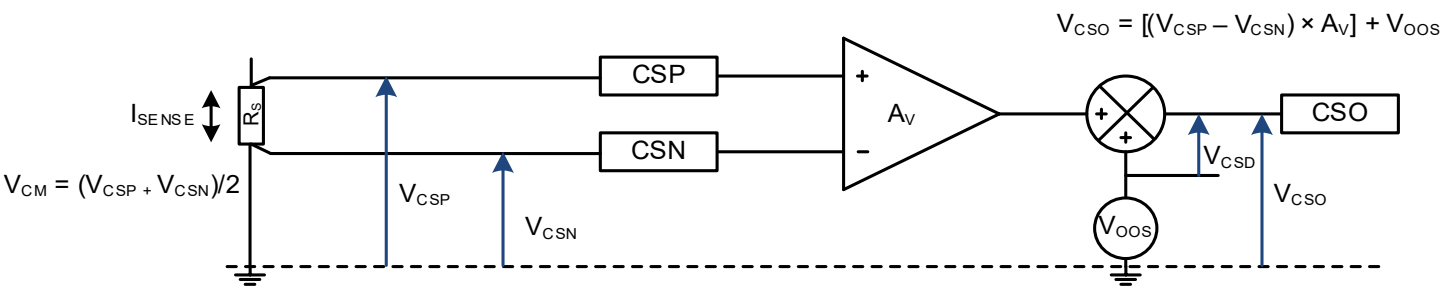 V_CSO = [(V_CSP – V_CSN) × A_V] + V_OOS
CSP
+
I_SENSE
R_S
A_V
+
CSO
CSN
–
+
V_CSD
V_CM = (V_CSP + V_CSN)/2
V_CSP
V_CSO
V_CSN
V_OOS